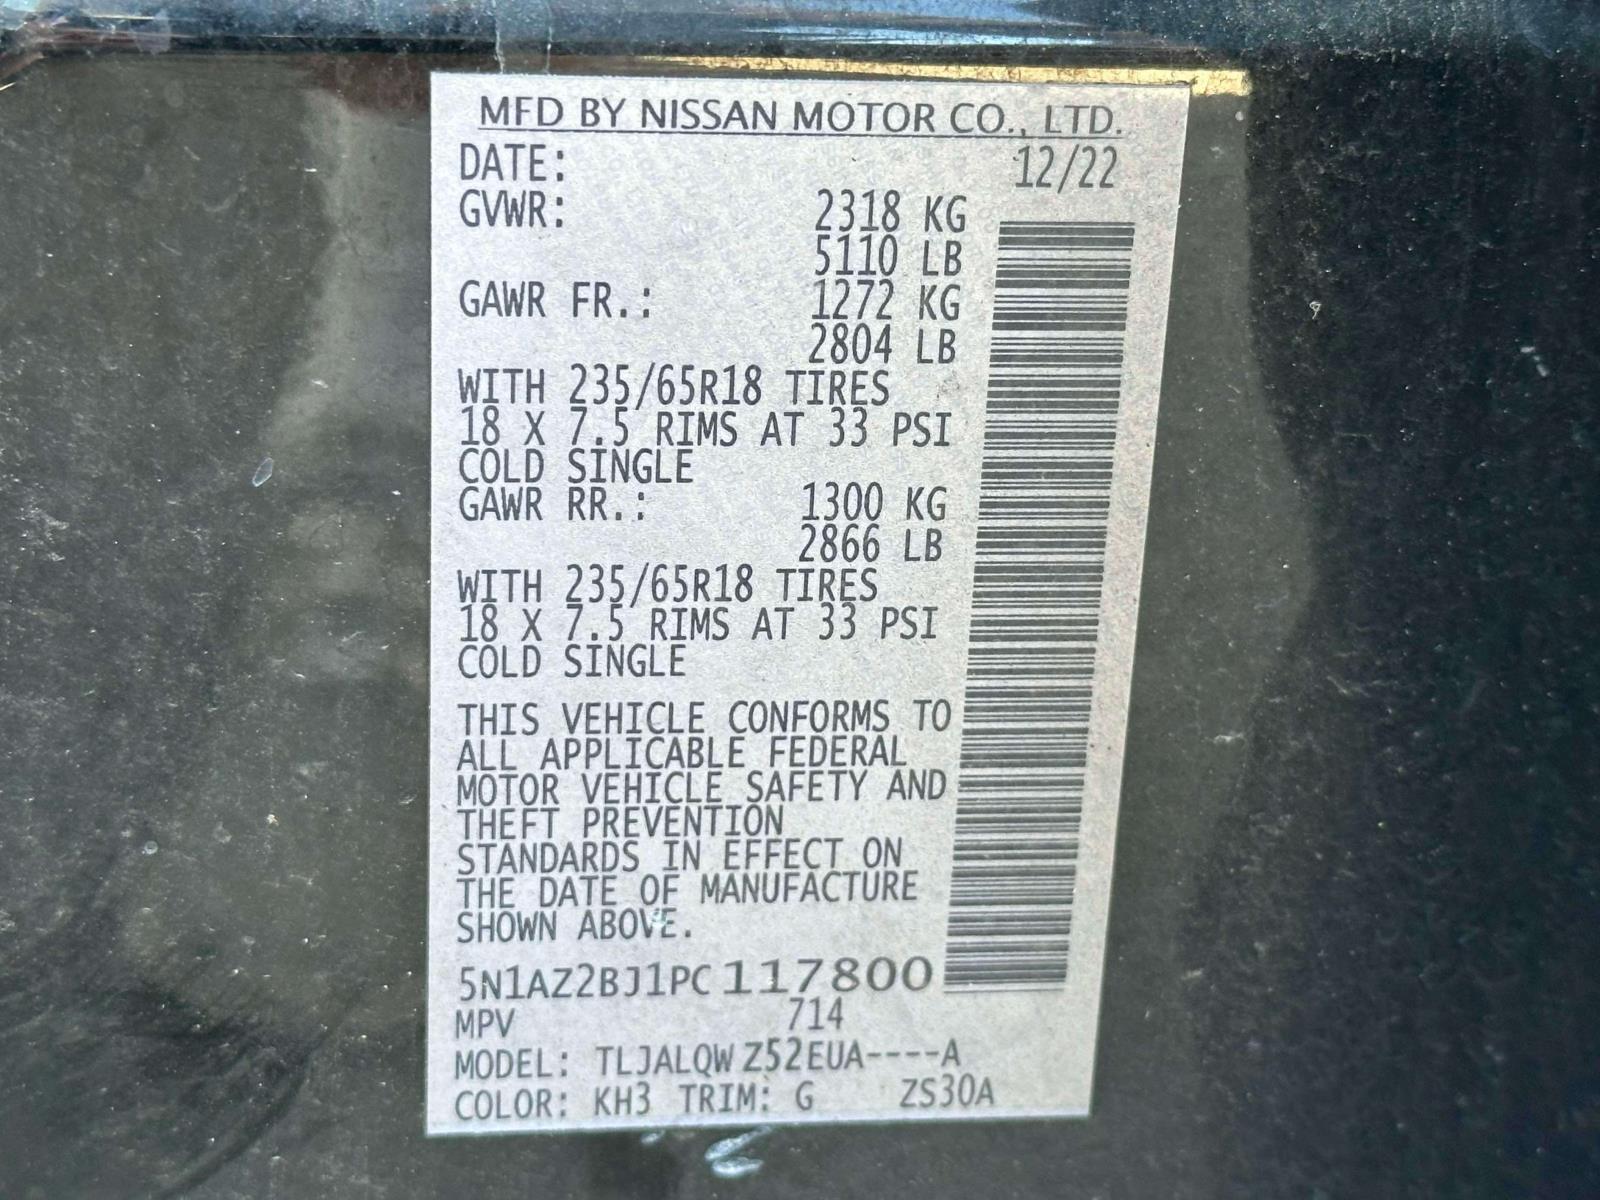 MFD BY NISSAN MOTOR CO., LTD.
DATE: 12/22
GVWR: 2318 KG
5110 LB
GAWR FR.: 1272 KG
2804 LB
WITH 235/65R18 TIRES
18 X 7.5 RIMS AT 33 PSI
COLD SINGLE
GAWR RR.: 1300 KG
2866 LB
WITH 235/65R18 TIRES
18 X 7.5 RIMS AT 33 PSI
COLD SINGLE
THIS VEHICLE CONFORMS TO
ALL APPLICABLE FEDERAL
MOTOR VEHICLE SAFETY AND
THEFT PREVENTION
STANDARDS IN EFFECT ON
THE DATE OF MANUFACTURE
SHOWN ABOVE.
5N1AZ2BJ1PC117800
MPV 714
MODEL: TLJALQW Z52EUA----A
COLOR: KH3 TRIM: G ZS30A